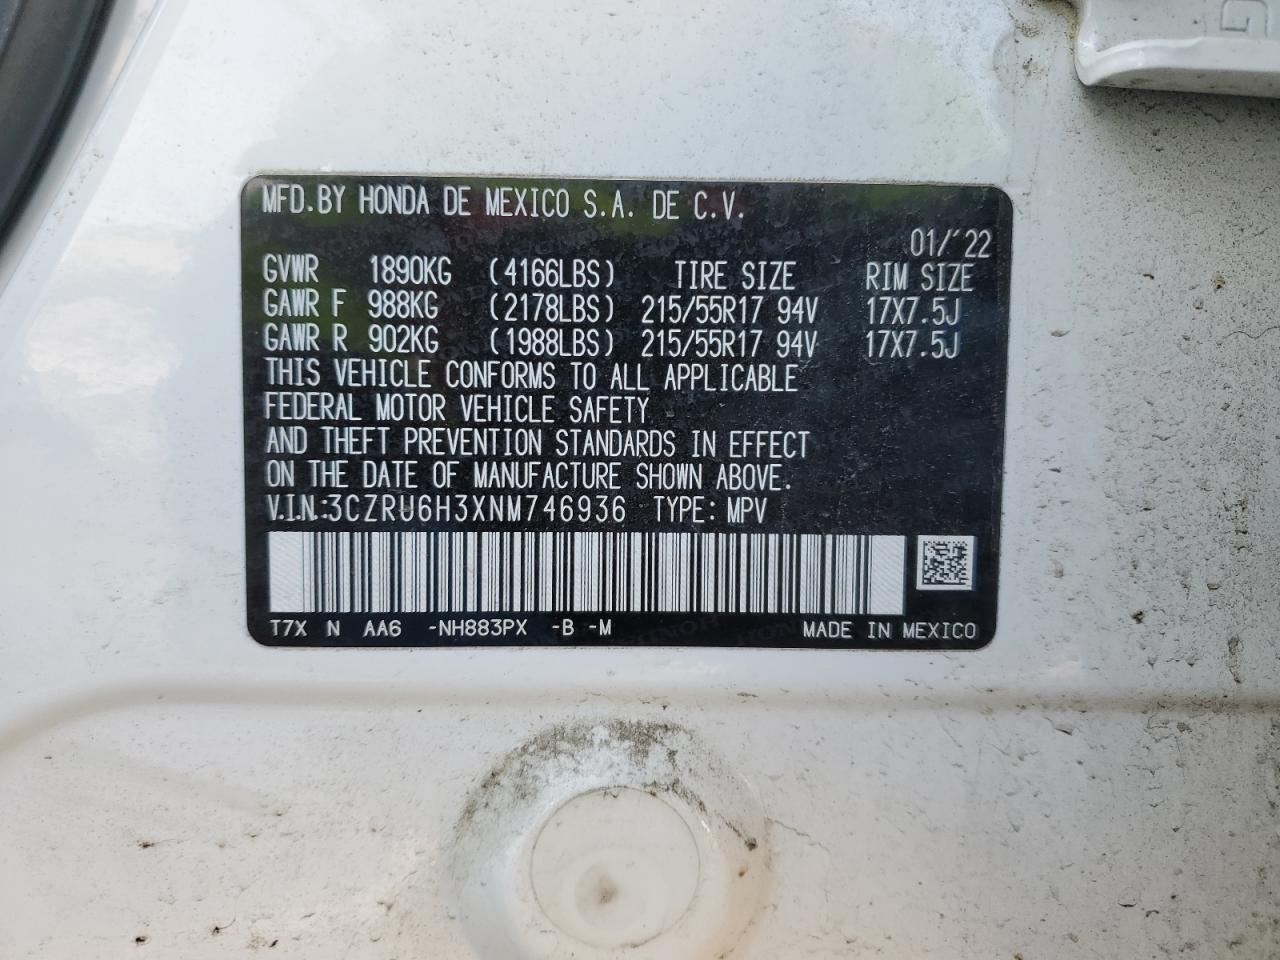 MFD.BY HONDA DE MEXICO S.A. DE C.V.
01/'22
GVWR 1890KG (4166LBS) TIRE SIZE RIM SIZE
GAWR F 988KG (2178LBS) 215/55R17 94V 17X7.5J
GAWR R 902KG (1988LBS) 215/55R17 94V 17X7.5J
THIS VEHICLE CONFORMS TO ALL APPLICABLE
FEDERAL MOTOR VEHICLE SAFETY
AND THEFT PREVENTION STANDARDS IN EFFECT
ON THE DATE OF MANUFACTURE SHOWN ABOVE.
V.I.N.:3CZRU6H3XNM746936 TYPE: MPV
T7X N AA6 -NH883PX -B -M MADE IN MEXICO